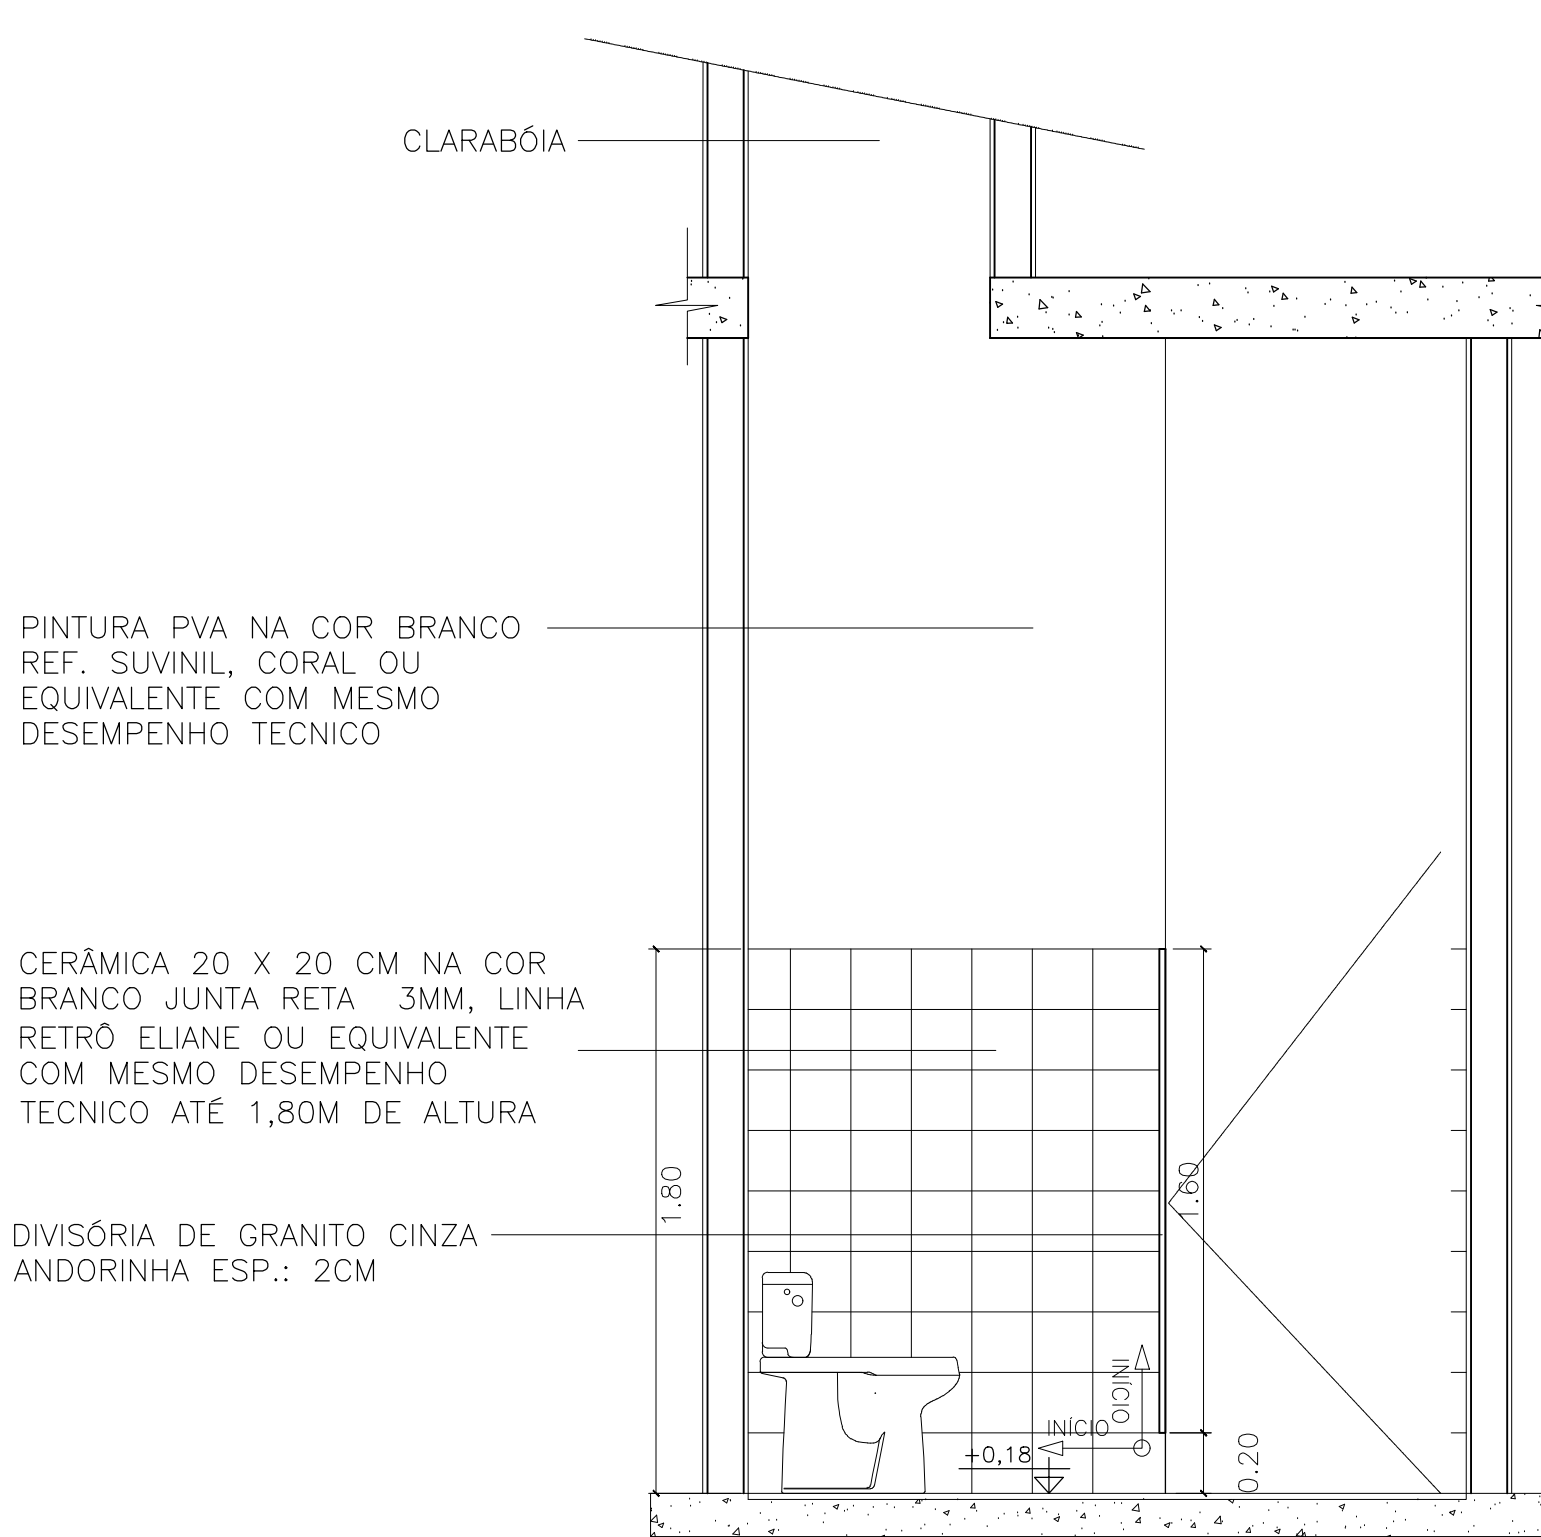 CLARABÓIA
PINTURA PVA NA COR BRANCO
REF. SUVINIL, CORAL OU
EQUIVALENTE COM MESMO
DESEMPENHO TECNICO
CERÂMICA 20 X 20 CM NA COR
BRANCO JUNTA RETA 3MM, LINHA
RETRÔ ELIANE OU EQUIVALENTE
COM MESMO DESEMPENHO
TECNICO ATÉ 1,80M DE ALTURA
DIVISÓRIA DE GRANITO CINZA
ANDORINHA ESP.: 2CM
1.80
1.60
INÍCIO
INÍCIO
+0,18
0.20